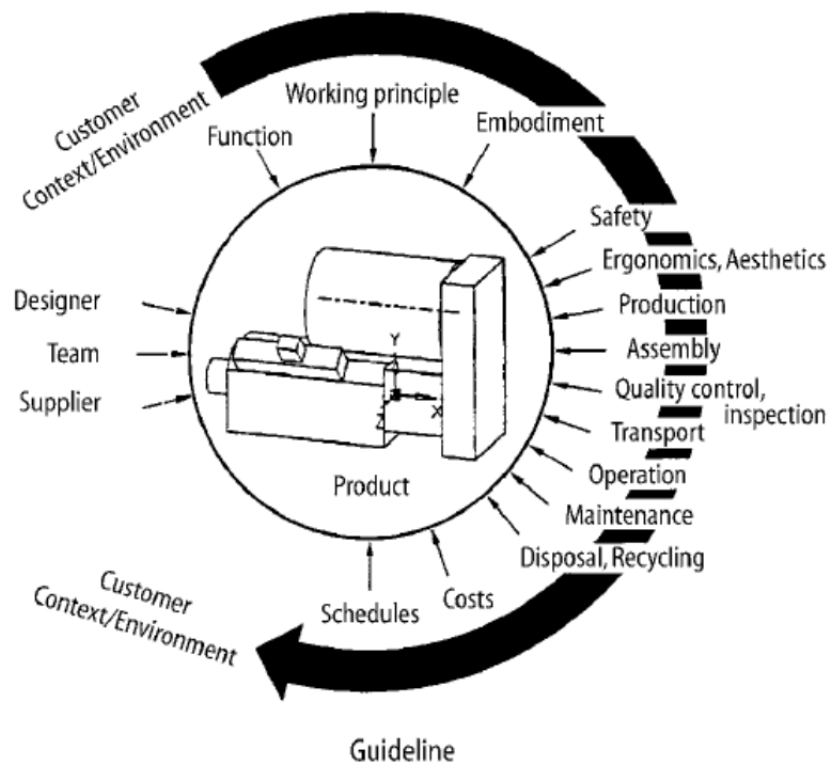 Customer
Context/Environment
Working principle
Function
Embodiment
Safety
Ergonomics, Aesthetics
Production
Assembly
Quality control,
inspection
Transport
Operation
Maintenance
Disposal, Recycling
Costs
Schedules
Designer
Team
Supplier
Y
X
Z
Product
Customer
Context/Environment
Guideline